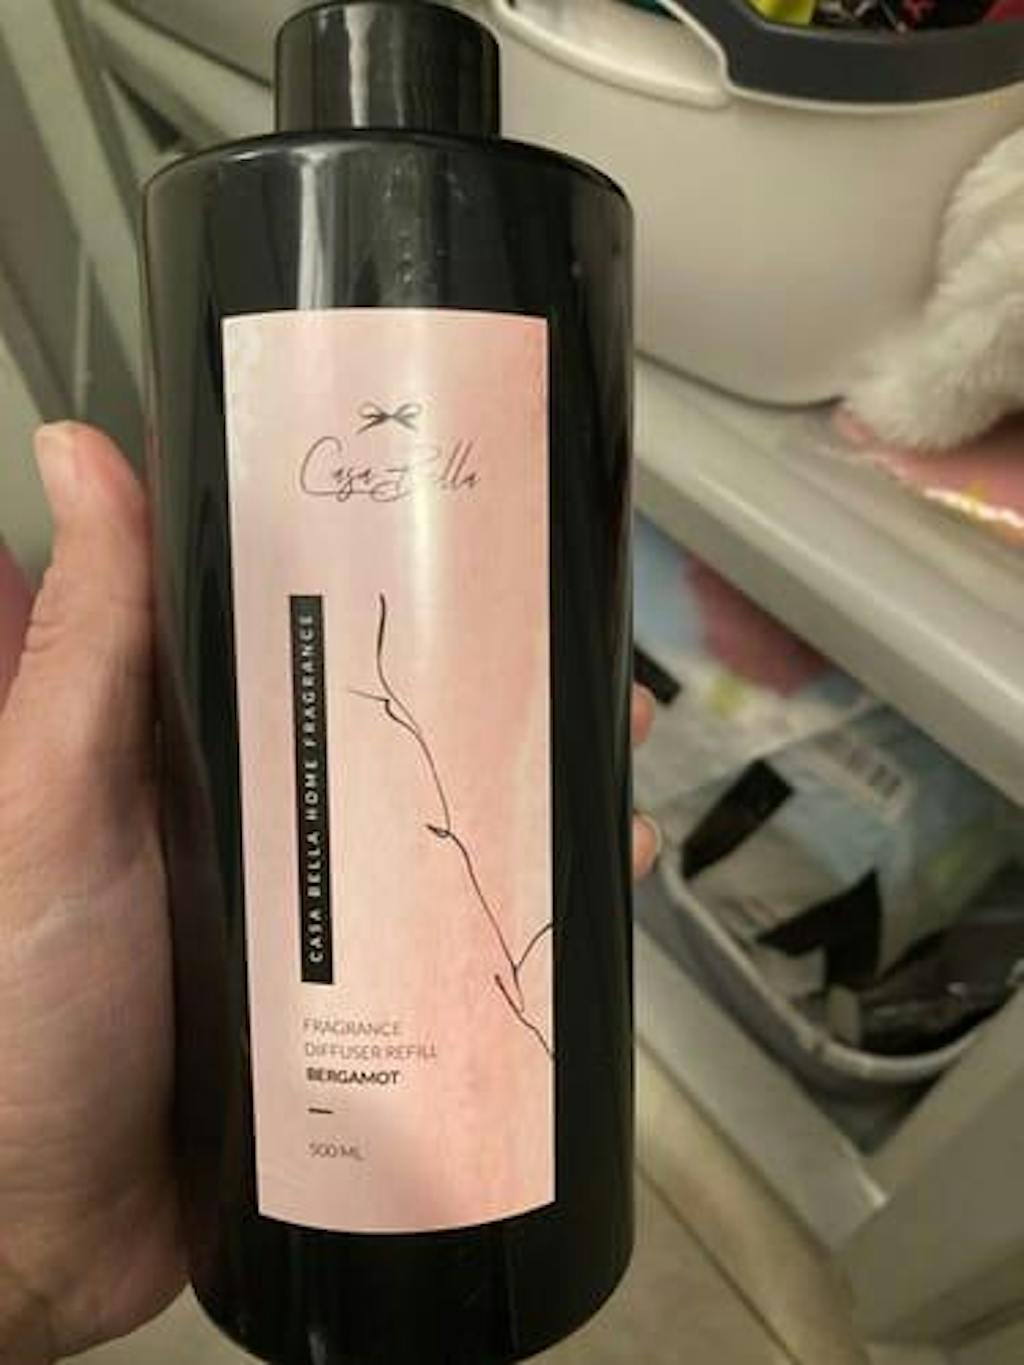 Casa Bella
CASA BELLA HOME FRAGRANCE
FRAGRANCE
DIFFUSER REFILL
BERGAMOT
500 ML